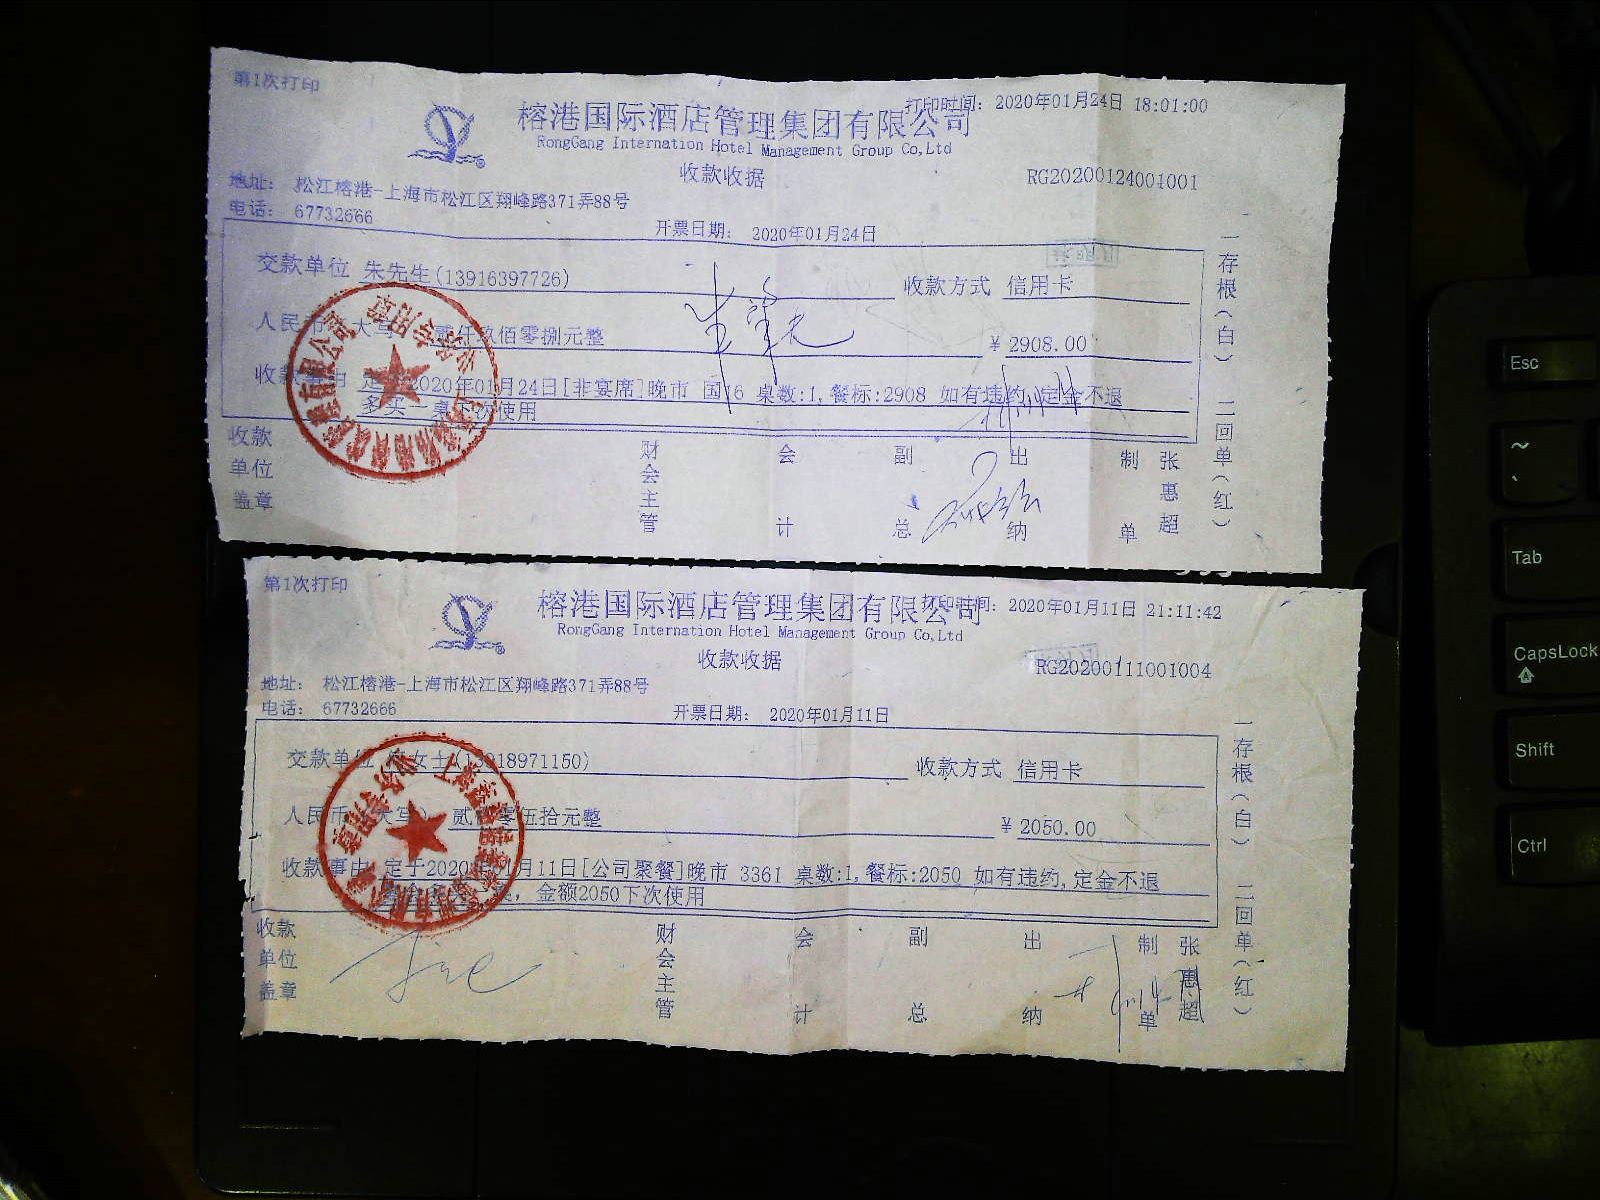 第1次打印
打印时间: 2020年01月24日 18:01:00
榕港国际酒店管理集团有限公司
RongGang Internation Hotel Management Group Co,Ltd
收款收据
RG20200124001001
地址: 松江榕港-上海市松江区翔峰路371弄88号
电话: 67732666
开票日期: 2020年01月24日
交款单位 朱先生(13916397726)
收款方式 信用卡
人民币 大写 贰仟玖佰零捌元整
¥ 2908.00
收款事由 定于2020年01月24日[非宴席]晚市 国 6 桌数:1,餐标:2908 如有违约,定金不退
多买一桌下次使用
收款单位盖章
财会主管
会计
副总
出纳
制单
张惠超
一存根(白) 二回单(红)
第1次打印
打印时间: 2020年01月11日 21:11:42
榕港国际酒店管理集团有限公司
RongGang Internation Hotel Management Group Co,Ltd
收款收据
RG20200111001004
地址: 松江榕港-上海市松江区翔峰路371弄88号
电话: 67732666
开票日期: 2020年01月11日
交款单位 女士(13918971150)
收款方式 信用卡
人民币 大写) 贰 零伍拾元整
¥ 2050.00
收款事由 定于2020年01月11日[公司聚餐]晚市 3361 桌数:1,餐标:2050 如有违约,定金不退
金额2050下次使用
收款单位盖章
财会主管
会计
副总
出纳
制单
张惠超
一存根(白) 二回单(红)
Esc
~
Tab
CapsLock
Shift
Ctrl